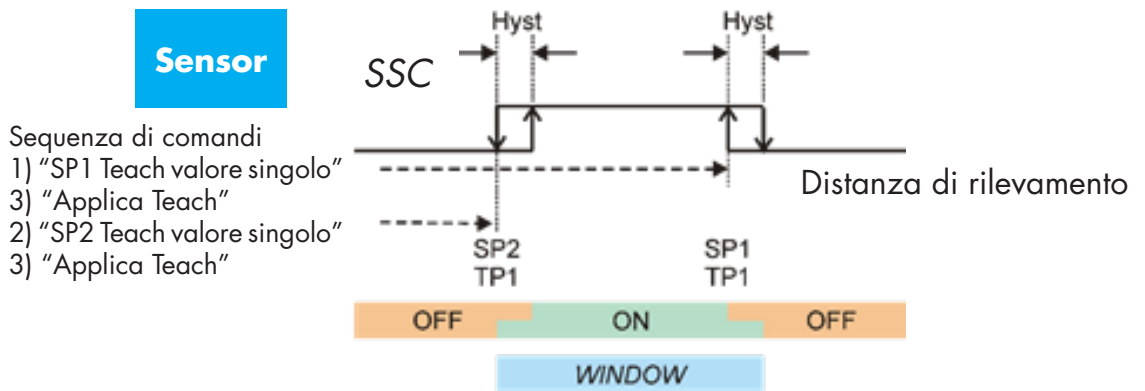 Hyst Hyst
Sensor
SSC
Sequenza di comandi
1) "SP1 Teach valore singolo"
3) "Applica Teach"
2) "SP2 Teach valore singolo"
3) "Applica Teach"
Distanza di rilevamento
SP2 SP1
TP1 TP1
OFF ON OFF
WINDOW